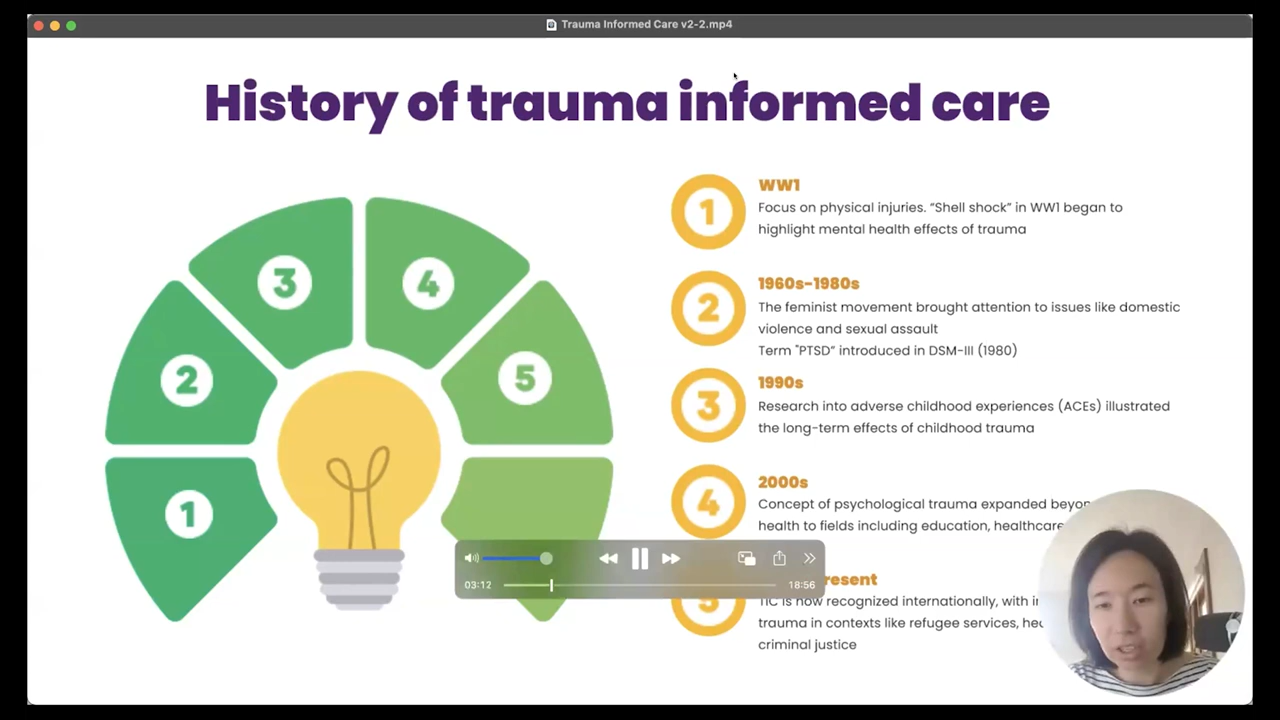 Trauma Informed Care v2-2.mp4
History of trauma informed care
1
2
3
4
5
1
WW1
Focus on physical injuries. “Shell shock” in WW1 began to
highlight mental health effects of trauma
2
1960s-1980s
The feminist movement brought attention to issues like domestic
violence and sexual assault
Term "PTSD” introduced in DSM-III (1980)
3
1990s
Research into adverse childhood experiences (ACEs) illustrated
the long-term effects of childhood trauma
4
2000s
Concept of psychological trauma expanded
health to fields including education, healthcare
5
present
TIC is now recognized internationally, with
trauma in contexts like refugee services,
criminal justice
03:12
18:56